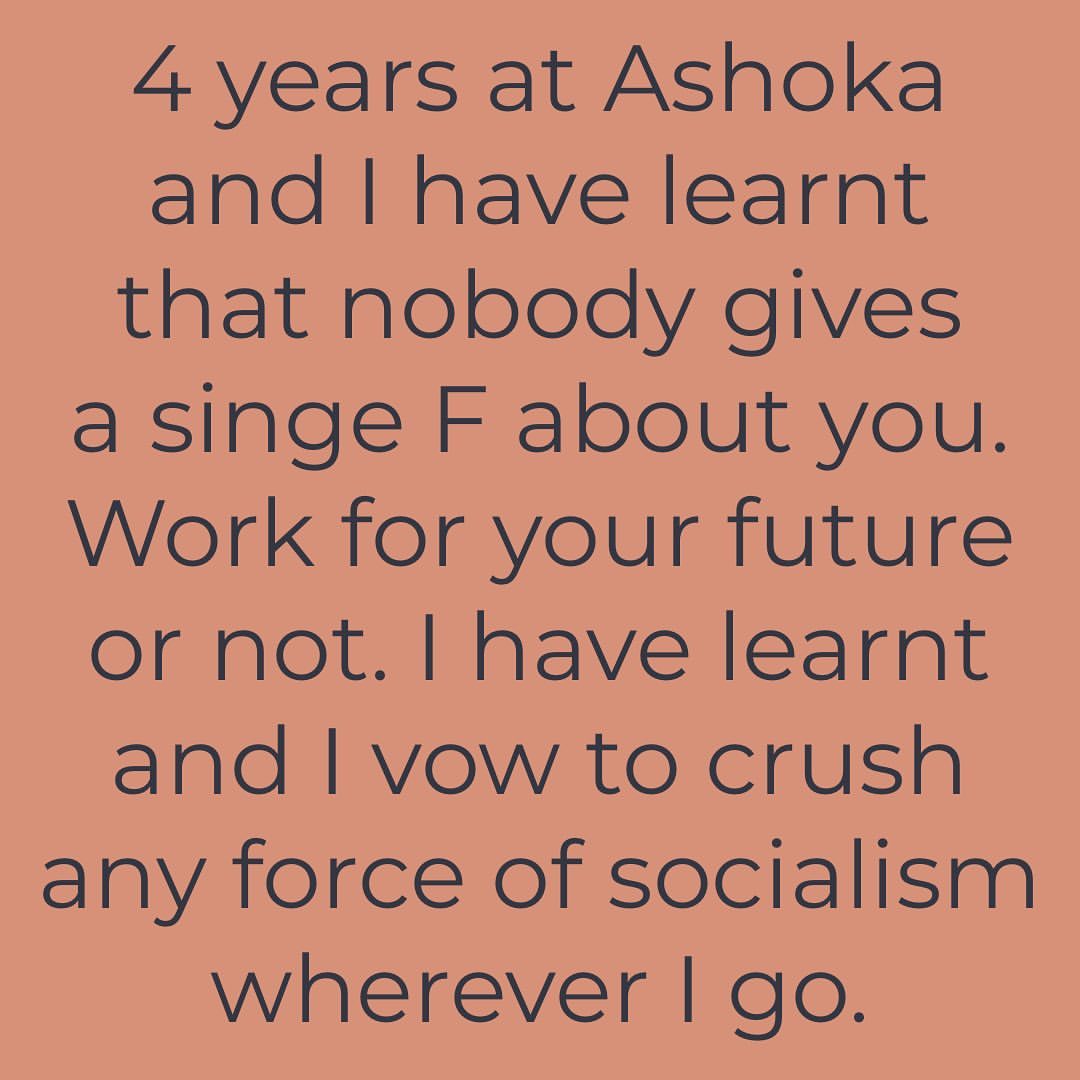 4 years at Ashoka
and I have learnt
that nobody gives
a singe F about you.
Work for your future
or not. I have learnt
and I vow to crush
any force of socialism
wherever I go.